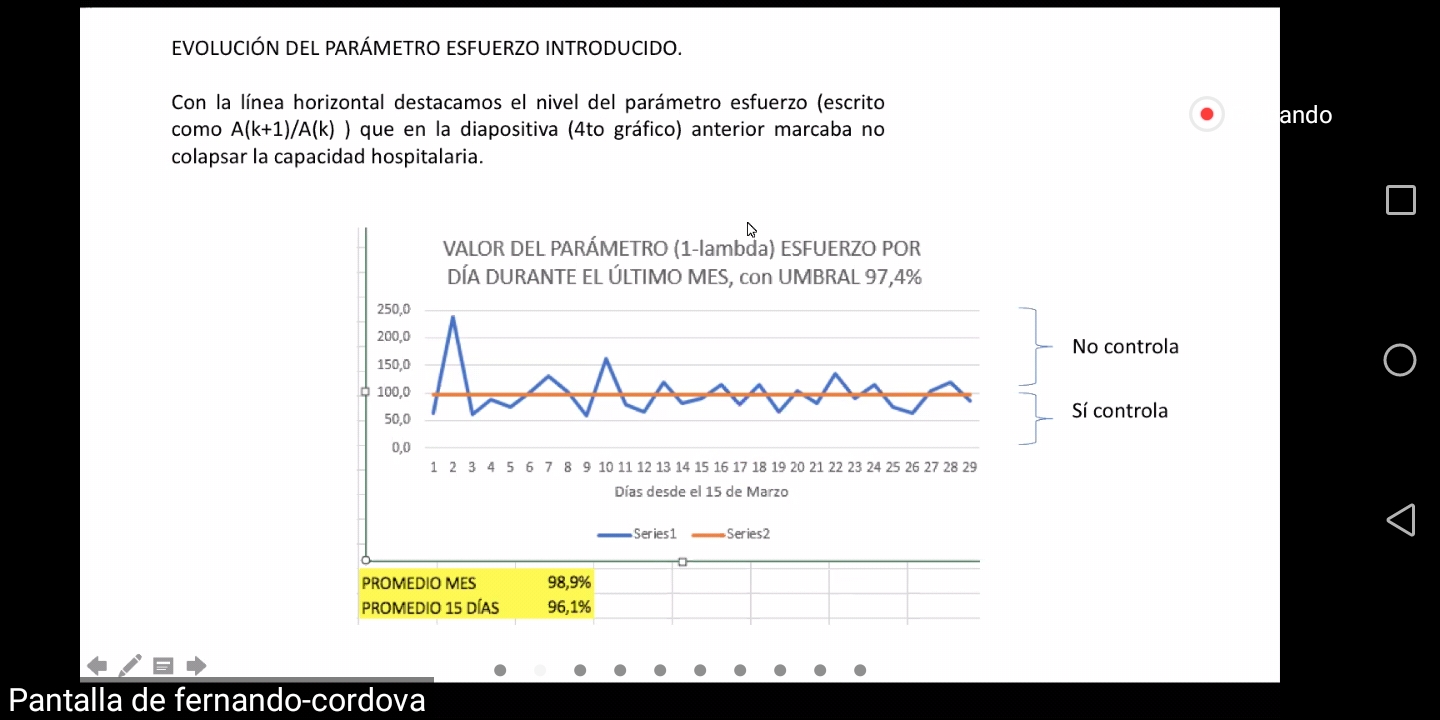 EVOLUCIÓN DEL PARÁMETRO ESFUERZO INTRODUCIDO.
Con la línea horizontal destacamos el nivel del parámetro esfuerzo (escrito
como A(k+1)/A(k) ) que en la diapositiva (4to gráfico) anterior marcaba no
colapsar la capacidad hospitalaria.
ando
VALOR DEL PARÁMETRO (1-lambda) ESFUERZO POR
DÍA DURANTE EL ÚLTIMO MES, con UMBRAL 97,4%
250,0
200,0
150,0
100,0
50,0
0,0
No controla
Sí controla
1 2 3 4 5 6 7 8 9 10 11 12 13 14 15 16 17 18 19 20 21 22 23 24 25 26 27 28 29
Días desde el 15 de Marzo
Series1 Series2
PROMEDIO MES 98,9%
PROMEDIO 15 DÍAS 96,1%
Pantalla de fernando-cordova